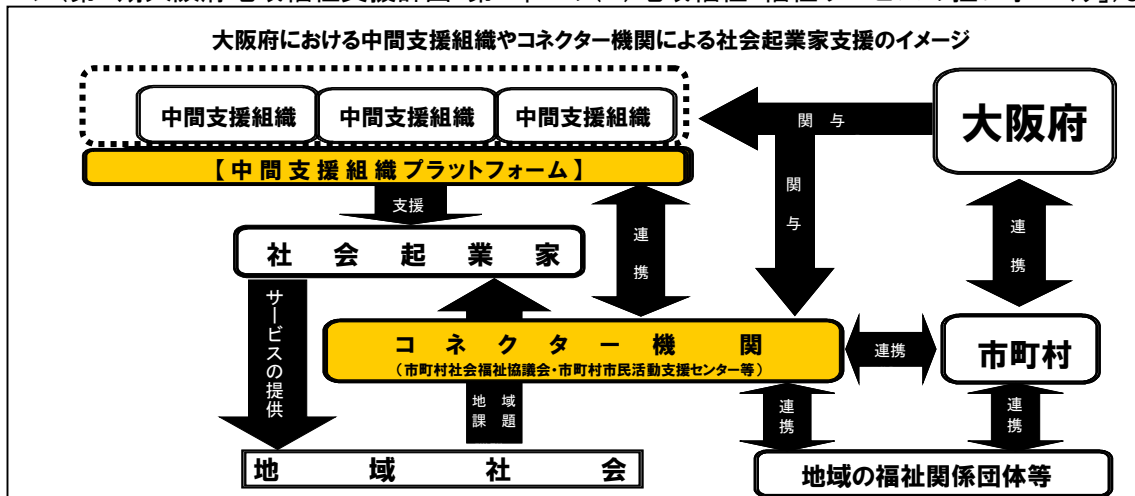 大阪府における中間支援組織やコネクター機関による社会起業家支援のイメージ
中間支援組織 中間支援組織 中間支援組織
【中間支援組織プラットフォーム】
大阪府
関与
関与
支援
連携
連携
社会起業家
サービスの提供
コネクター機関
（市町村社会福祉協議会・市町村市民活動支援センター等）
連携
市町村
地域課題
連携
連携
地域社会
地域の福祉関係団体等